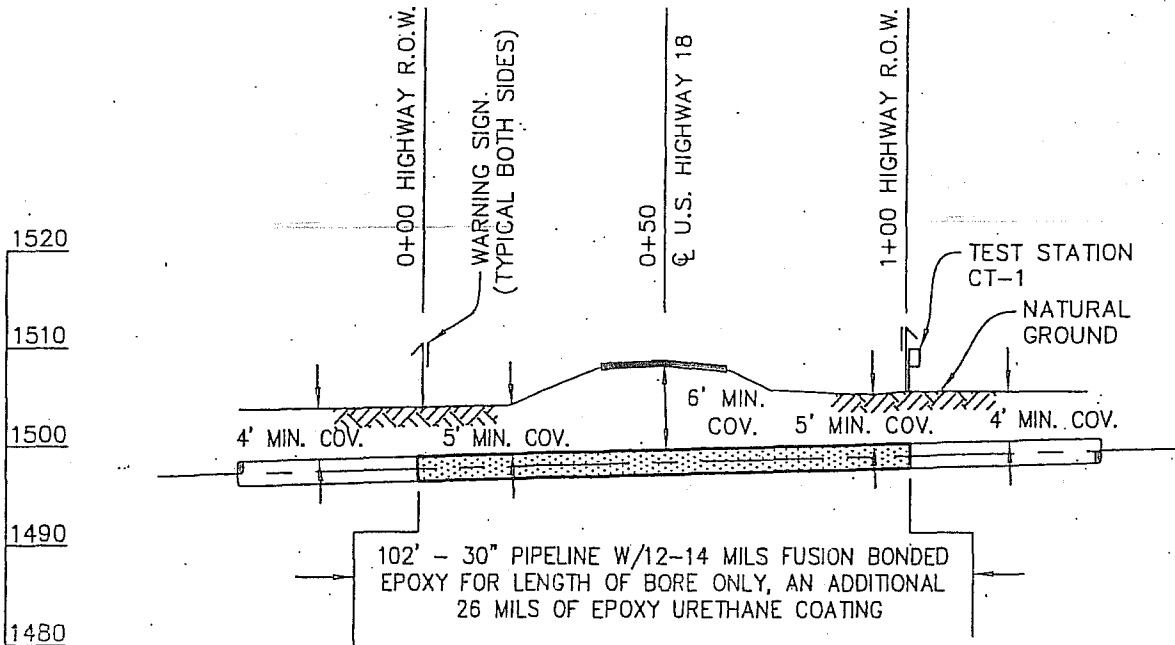 0+00 HIGHWAY R.O.W.
WARNING SIGN.
(TYPICAL BOTH SIDES)
0+50
℄ U.S. HIGHWAY 18
1+00 HIGHWAY R.O.W.
1520
TEST STATION
CT-1
1510
NATURAL
GROUND
6' MIN.
COV.
1500
4' MIN. COV.
5' MIN. COV.
5' MIN. COV.
4' MIN. COV.
1490
102' - 30" PIPELINE W/12-14 MILS FUSION BONDED
EPOXY FOR LENGTH OF BORE ONLY, AN ADDITIONAL
26 MILS OF EPOXY URETHANE COATING
1480